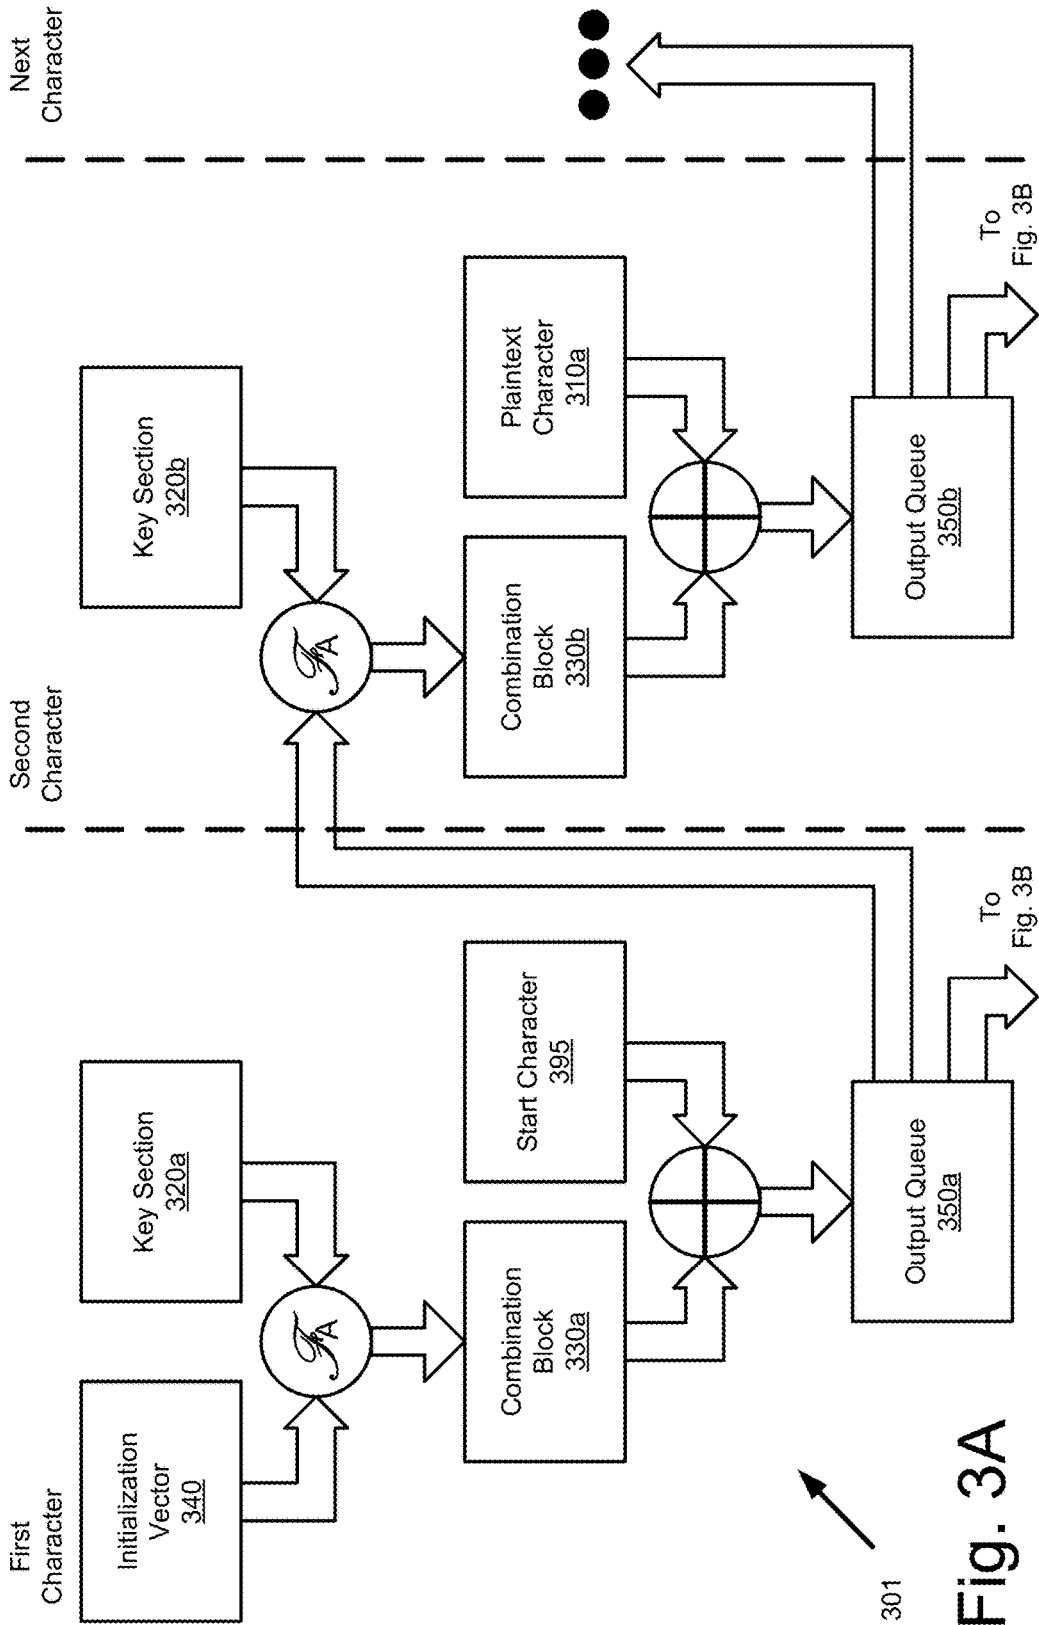 First
Character
Second
Character
Next
Character
Initialization
Vector
340
Key Section
320a
Key Section
320b
ℱA
ℱA
Combination
Block
330a
Start Character
395
Combination
Block
330b
Plaintext
Character
310a
Output Queue
350a
Output Queue
350b
To
Fig. 3B
To
Fig. 3B
301
Fig. 3A